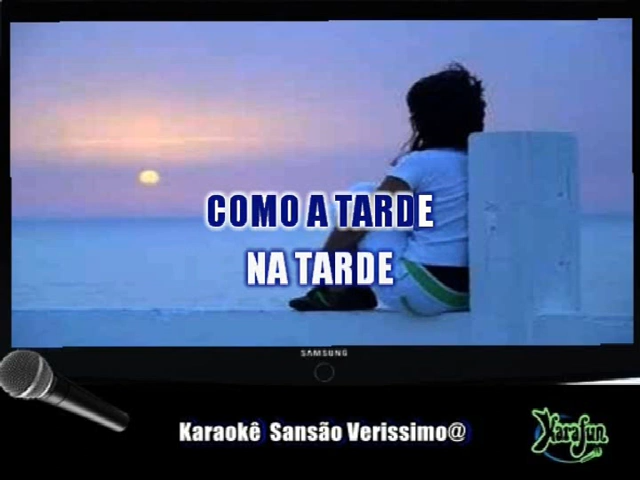 COMO A TARDE
NA TARDE
SAMSUNG
Karaokê Sansão Verissimo@
KaraFun